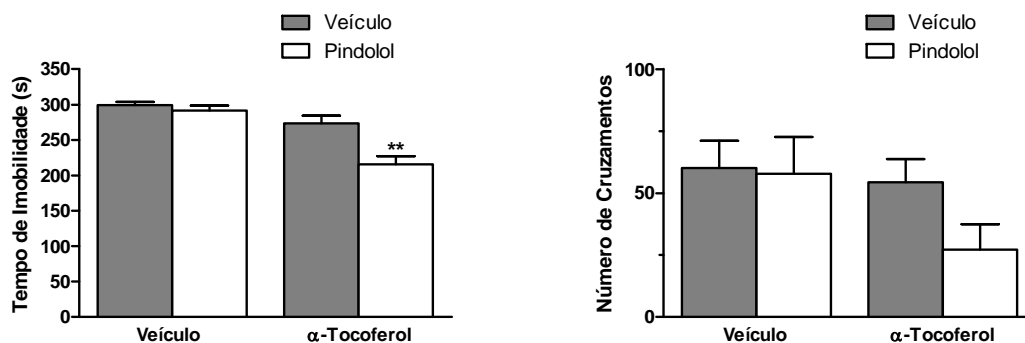 Veículo
Pindolol
Tempo de Imobilidade (s)
350
300
250
200
150
100
50
0
**
Veículo
α-Tocoferol
Veículo
Pindolol
Número de Cruzamentos
100
50
0
Veículo
α-Tocoferol